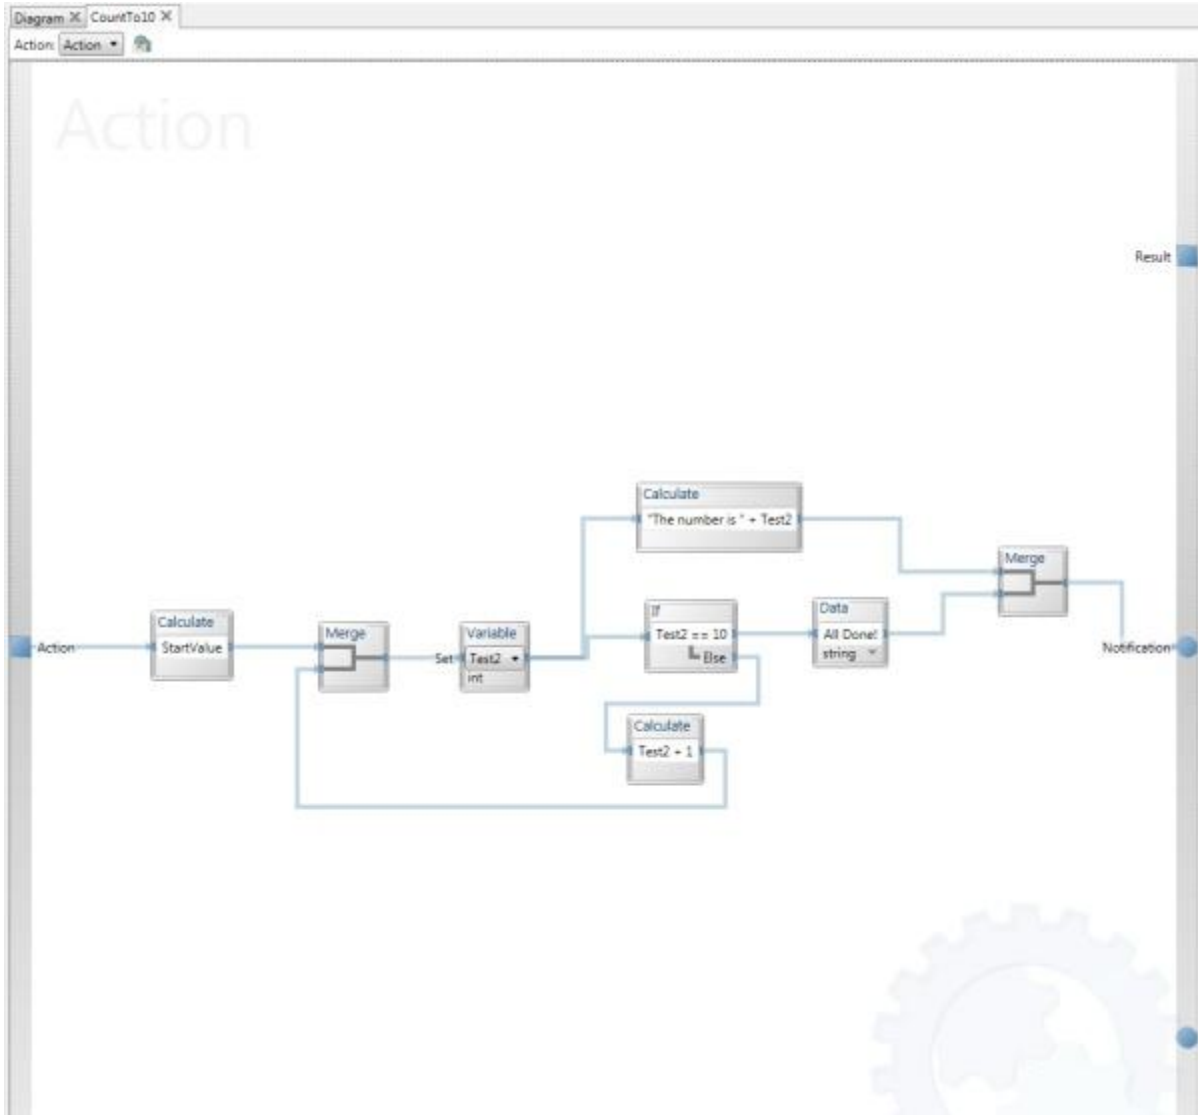 Diagram
CountTo10
Action: Action
Action
Result
Calculate
"The number is " + Test2
Merge
Calculate
StartValue
Merge
Variable
If
Test2 == 10
Else
Data
All Done!
string
Action
Set
Test2
int
Notification
Calculate
Test2 + 1